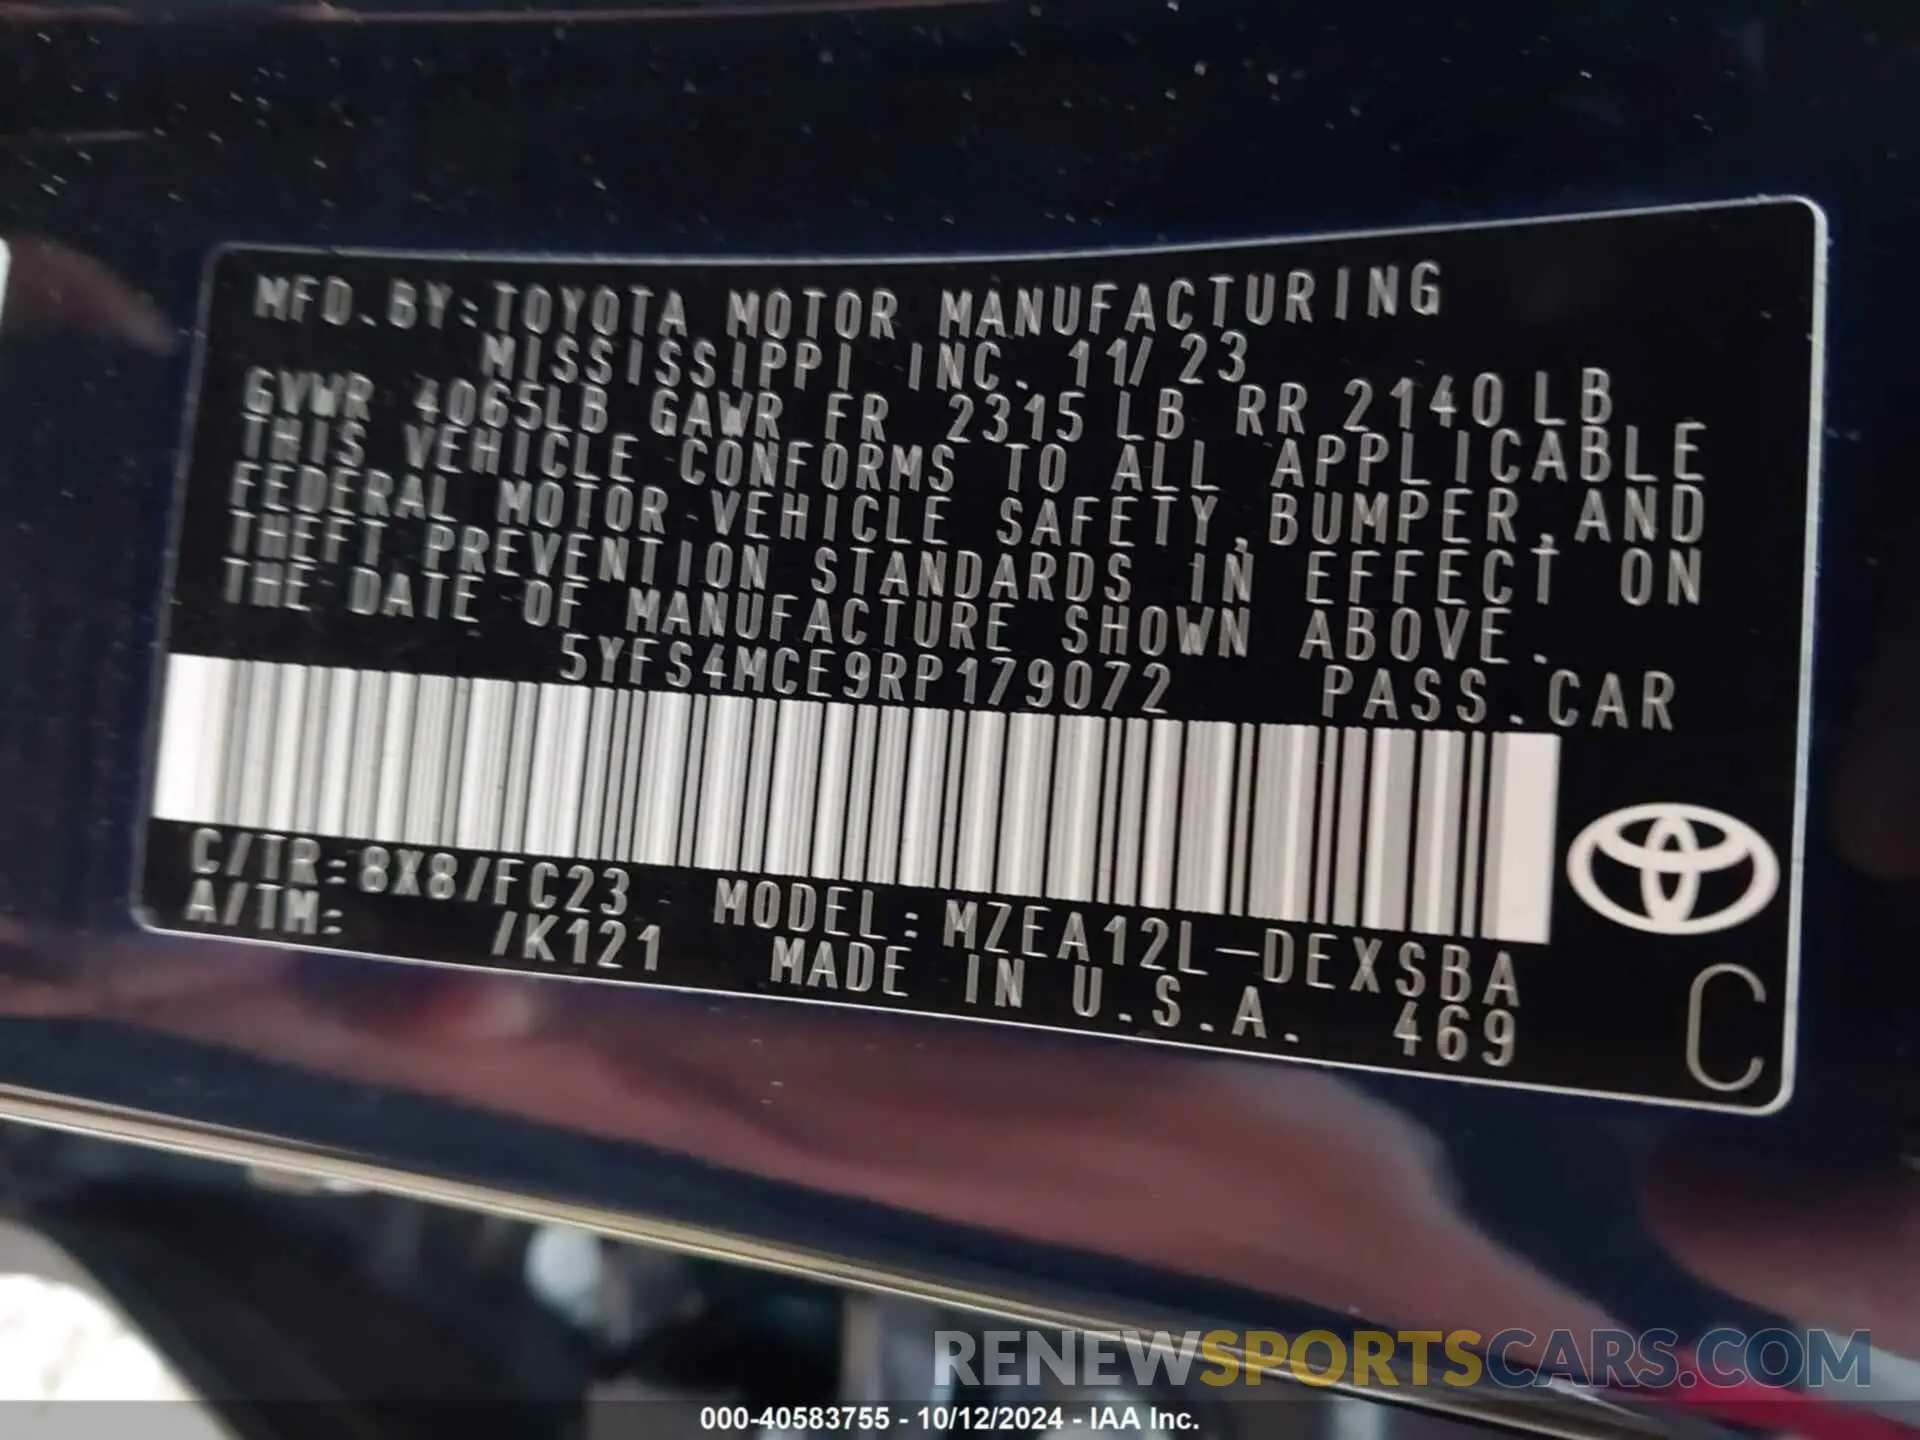 MFD. BY: TOYOTA MOTOR MANUFACTURING
MISSISSIPPI INC. 11/23
GVWR 4065LB GAWR FR 2315 LB RR 2140 LB
THIS VEHICLE CONFORMS TO ALL APPLICABLE
FEDERAL MOTOR VEHICLE SAFETY, BUMPER, AND
THEFT PREVENTION STANDARDS IN EFFECT ON
THE DATE OF MANUFACTURE SHOWN ABOVE.
5YFS4MCE9RP179072 PASS. CAR
C/TR: 8X8/FC23 MODEL: MZEA12L-DEXSBA
A/TM: /K121 MADE IN U.S.A. 469
C
RENEWSPORTSCARS.COM
000-40583755 - 10/12/2024 - IAA Inc.